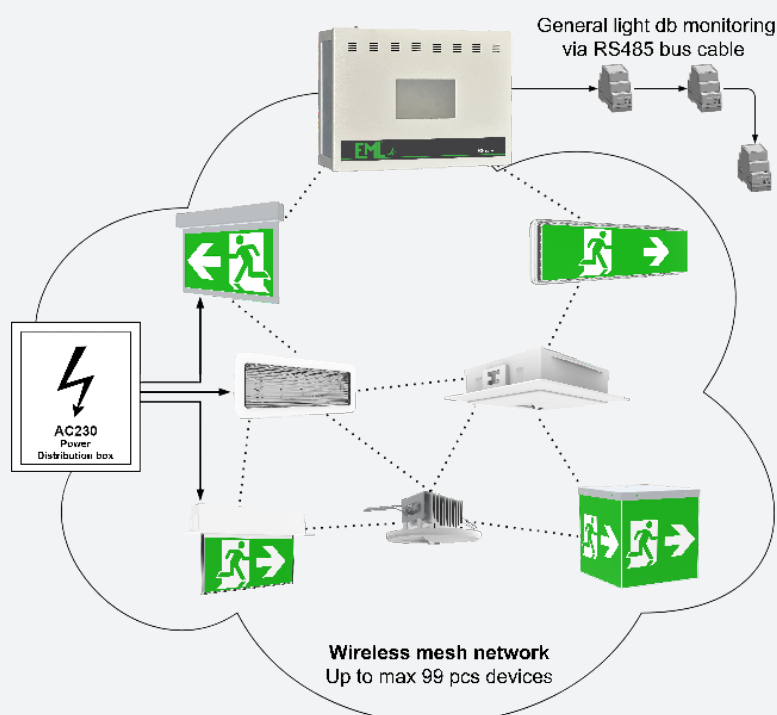 General light db monitoring
via RS485 bus cable
EML
AC230
Power
Distribution box
Wireless mesh network
Up to max 99 pcs devices